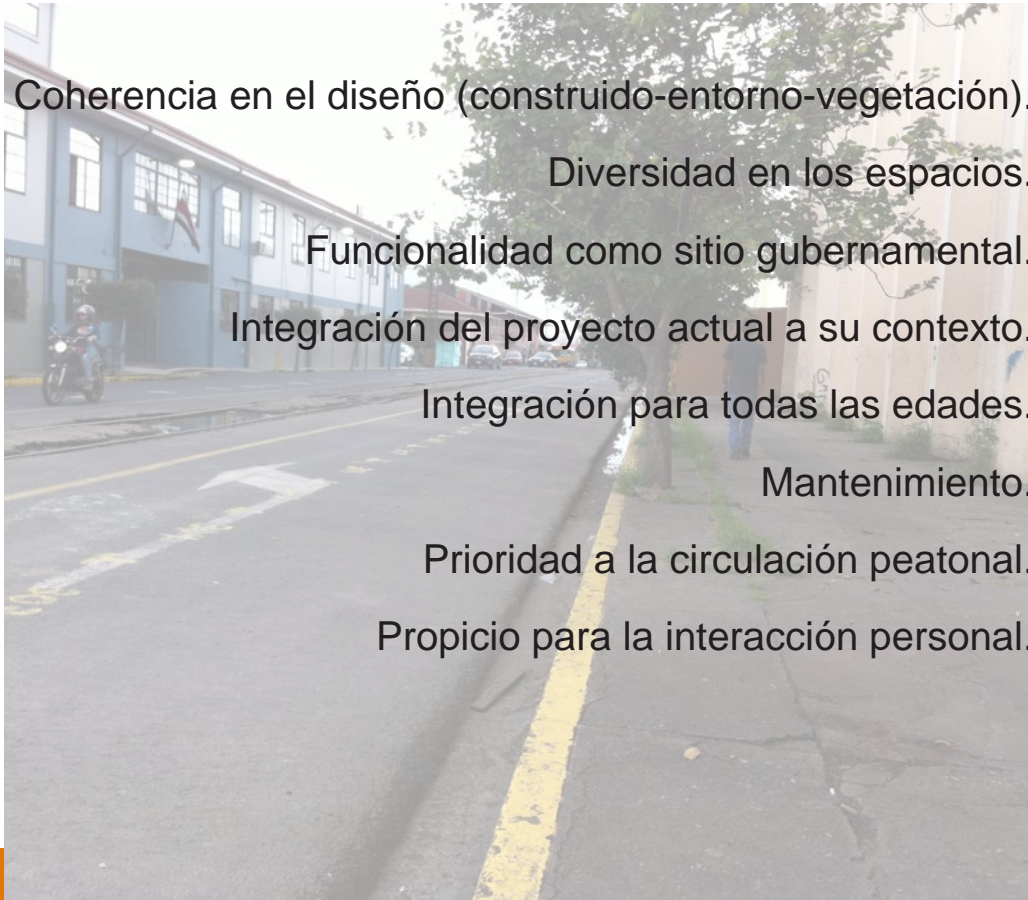 Coherencia en el diseño (construido-entorno-vegetación).
Diversidad en los espacios.
Funcionalidad como sitio gubernamental.
Integración del proyecto actual a su contexto.
Integración para todas las edades.
Mantenimiento.
Prioridad a la circulación peatonal.
Propicio para la interacción personal.